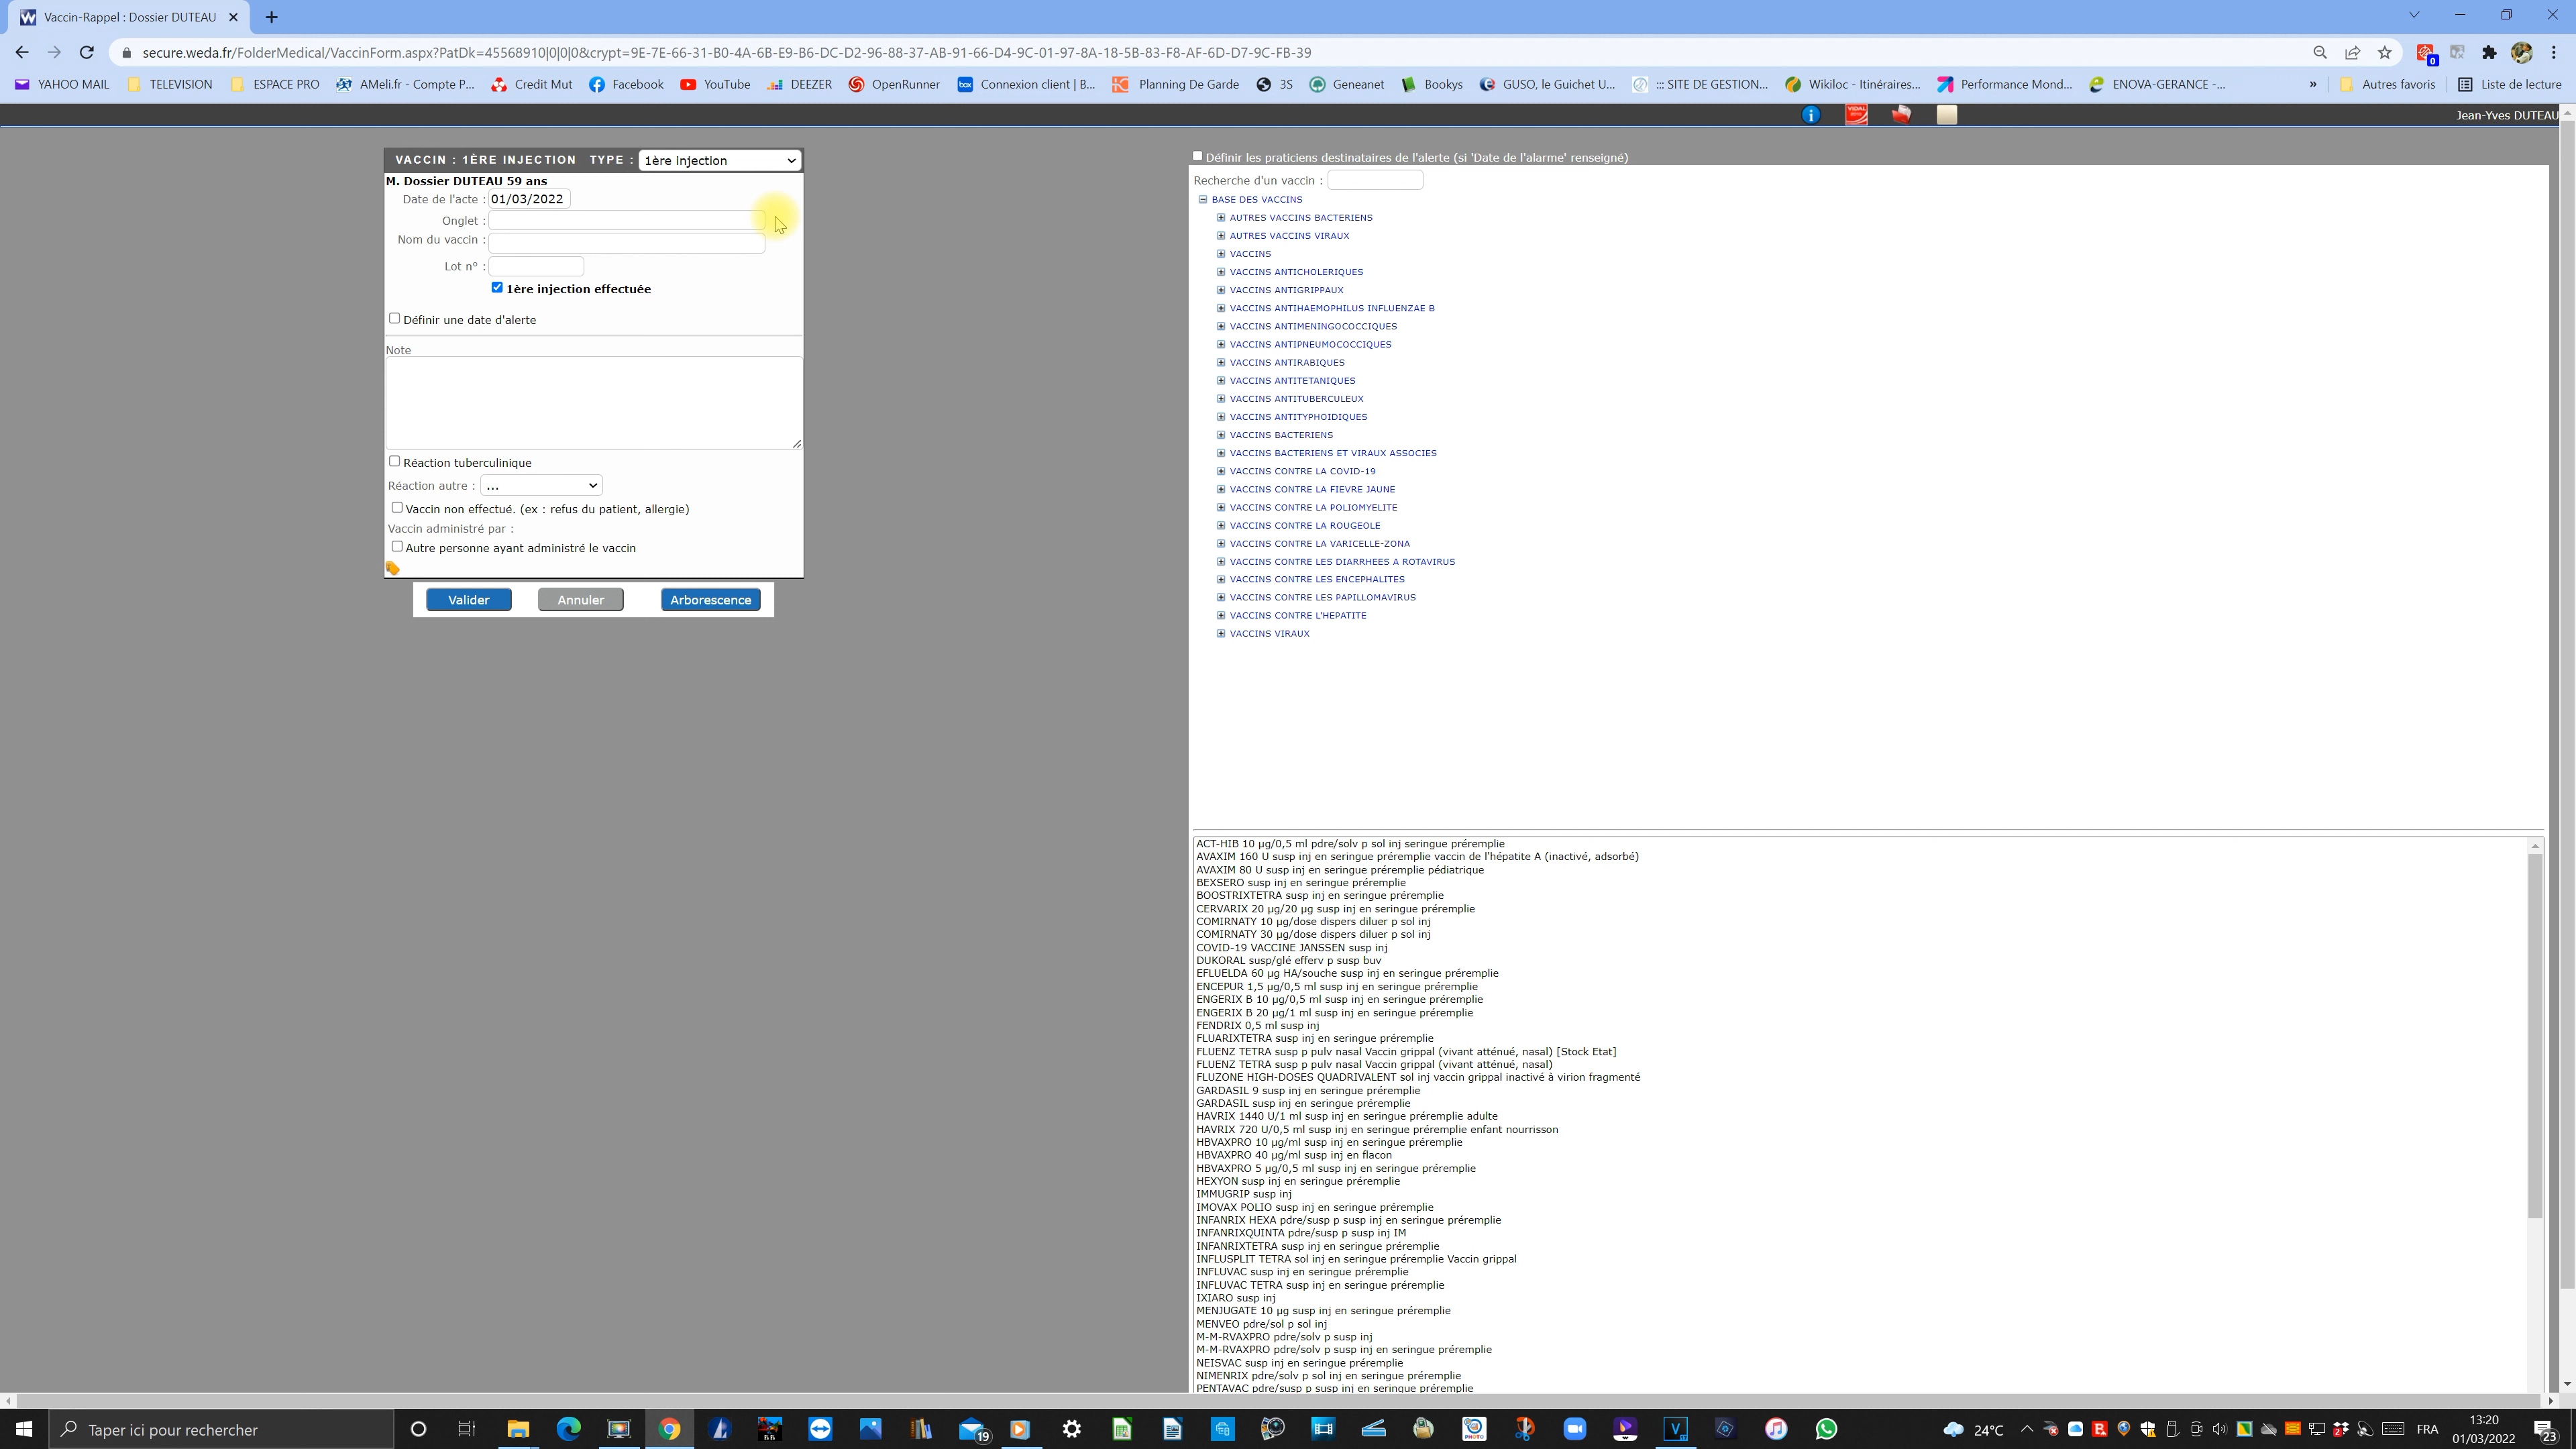 Vaccin-Rappel : Dossier DUTEAU
secure.weda.fr/FolderMedical/VaccinForm.aspx?PatDk=45568910|0|0|0&crypt=9E-7E-66-31-B0-4A-6B-E9-B6-DC-D2-96-88-37-AB-91-66-D4-9C-01-97-8A-18-5B-83-F8-AF-6D-D7-9C-FB-39
0
YAHOO MAIL TELEVISION ESPACE PRO AMeli.fr - Compte P... Credit Mut Facebook YouTube DEEZER OpenRunner Connexion client | B... Planning De Garde 3S Geneanet Bookys GUSO, le Guichet U... ::: SITE DE GESTION... Wikiloc - Itinéraires... Performance Mond... ENOVA-GERANCE -... » Autres favoris Liste de lecture
Jean-Yves DUTEAU
VACCIN : 1ÈRE INJECTION TYPE : 1ère injection
M. Dossier DUTEAU 59 ans
Date de l'acte : 01/03/2022
Onglet :
Nom du vaccin :
Lot n° :
1ère injection effectuée
Définir une date d'alerte
Note
Réaction tuberculinique
Réaction autre : ...
Vaccin non effectué. (ex : refus du patient, allergie)
Vaccin administré par :
Autre personne ayant administré le vaccin
Valider Annuler Arborescence
Définir les praticiens destinataires de l'alerte (si 'Date de l'alarme' renseigné)
Recherche d'un vaccin :
BASE DES VACCINS
AUTRES VACCINS BACTERIENS
AUTRES VACCINS VIRAUX
VACCINS
VACCINS ANTICHOLERIQUES
VACCINS ANTIGRIPPAUX
VACCINS ANTIHAEMOPHILUS INFLUENZAE B
VACCINS ANTIMENINGOCOCCIQUES
VACCINS ANTIPNEUMOCOCCIQUES
VACCINS ANTIRABIQUES
VACCINS ANTITETANIQUES
VACCINS ANTITUBERCULEUX
VACCINS ANTITYPHOIDIQUES
VACCINS BACTERIENS
VACCINS BACTERIENS ET VIRAUX ASSOCIES
VACCINS CONTRE LA COVID-19
VACCINS CONTRE LA FIEVRE JAUNE
VACCINS CONTRE LA POLIOMYELITE
VACCINS CONTRE LA ROUGEOLE
VACCINS CONTRE LA VARICELLE-ZONA
VACCINS CONTRE LES DIARRHEES A ROTAVIRUS
VACCINS CONTRE LES ENCEPHALITES
VACCINS CONTRE LES PAPILLOMAVIRUS
VACCINS CONTRE L'HEPATITE
VACCINS VIRAUX
ACT-HIB 10 µg/0,5 ml pdre/solv p sol inj seringue préremplie
AVAXIM 160 U susp inj en seringue préremplie vaccin de l'hépatite A (inactivé, adsorbé)
AVAXIM 80 U susp inj en seringue préremplie pédiatrique
BEXSERO susp inj en seringue préremplie
BOOSTRIXTETRA susp inj en seringue préremplie
CERVARIX 20 µg/20 µg susp inj en seringue préremplie
COMIRNATY 10 µg/dose dispers diluer p sol inj
COMIRNATY 30 µg/dose dispers diluer p sol inj
COVID-19 VACCINE JANSSEN susp inj
DUKORAL susp/glé efferv p susp buv
EFLUELDA 60 µg HA/souche susp inj en seringue préremplie
ENCEPUR 1,5 µg/0,5 ml susp inj en seringue préremplie
ENGERIX B 10 µg/0,5 ml susp inj en seringue préremplie
ENGERIX B 20 µg/1 ml susp inj en seringue préremplie
FENDRIX 0,5 ml susp inj
FLUARIXTETRA susp inj en seringue préremplie
FLUENZ TETRA susp p pulv nasal Vaccin grippal (vivant atténué, nasal) [Stock Etat]
FLUENZ TETRA susp p pulv nasal Vaccin grippal (vivant atténué, nasal)
FLUZONE HIGH-DOSES QUADRIVALENT sol inj vaccin grippal inactivé à virion fragmenté
GARDASIL 9 susp inj en seringue préremplie
GARDASIL susp inj en seringue préremplie
HAVRIX 1440 U/1 ml susp inj en seringue préremplie adulte
HAVRIX 720 U/0,5 ml susp inj en seringue préremplie enfant nourrisson
HBVAXPRO 10 µg/ml susp inj en seringue préremplie
HBVAXPRO 40 µg/ml susp inj en flacon
HBVAXPRO 5 µg/0,5 ml susp inj en seringue préremplie
HEXYON susp inj en seringue préremplie
IMMUGRIP susp inj
IMOVAX POLIO susp inj en seringue préremplie
INFANRIX HEXA pdre/susp p susp inj en seringue préremplie
INFANRIXQUINTA pdre/susp p susp inj IM
INFANRIXTETRA susp inj en seringue préremplie
INFLUSPLIT TETRA sol inj en seringue préremplie Vaccin grippal
INFLUVAC susp inj en seringue préremplie
INFLUVAC TETRA susp inj en seringue préremplie
IXIARO susp inj
MENJUGATE 10 µg susp inj en seringue préremplie
MENVEO pdre/sol p sol inj
M-M-RVAXPRO pdre/solv p susp inj
M-M-RVAXPRO pdre/solv p susp inj en seringue préremplie
NEISVAC susp inj en seringue préremplie
NIMENRIX pdre/solv p sol inj en seringue préremplie
PENTAVAC pdre/susp p susp inj en seringue préremplie
Taper ici pour rechercher
19
24°C
FRA
13:20
01/03/2022
23